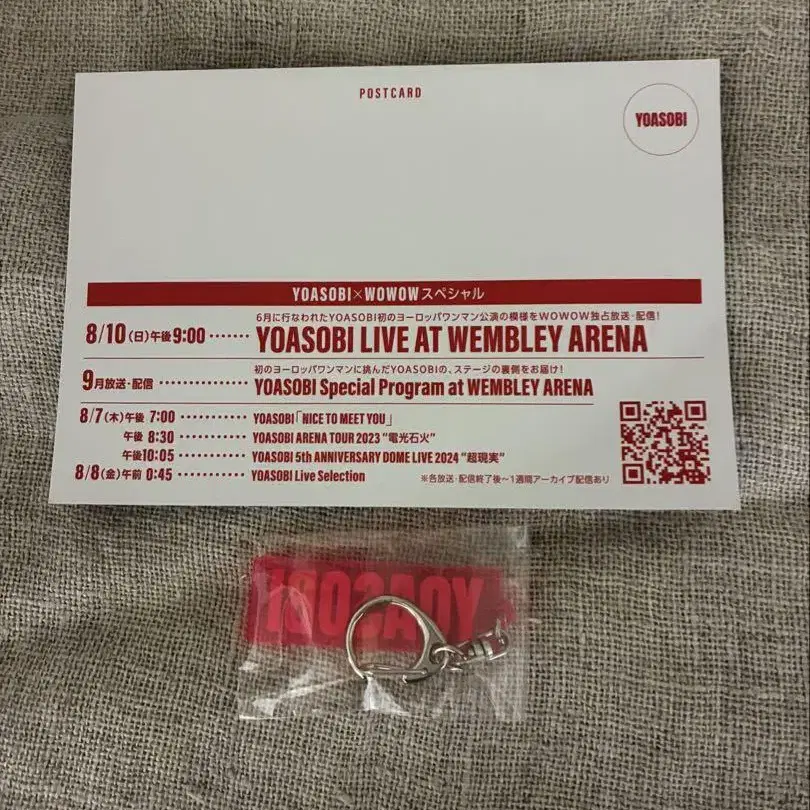 POSTCARD
YOASOBI
YOASOBI×WOWOWスペシャル
6月に行なわれたYOASOBI初のヨーロッパワンマン公演の模様をWOWOW独占放送・配信!
8/10(日)午後9:00 ‥‥‥ YOASOBI LIVE AT WEMBLEY ARENA
初のヨーロッパワンマンに挑んだYOASOBIの、ステージの裏側をお届け!
9月放送・配信 ‥‥‥‥‥‥ YOASOBI Special Program at WEMBLEY ARENA
8/7(木)午後 7:00 ‥‥‥‥‥ YOASOBI「NICE TO MEET YOU」
午後 8:30 ‥‥‥‥‥ YOASOBI ARENA TOUR 2023 “電光石火”
午後10:05 ‥‥‥‥‥ YOASOBI 5th ANNIVERSARY DOME LIVE 2024 “超現実”
8/8(金)午前 0:45 ‥‥‥‥‥ YOASOBI Live Selection
※各放送・配信終了後~1週間アーカイブ配信あり
YOASOBI